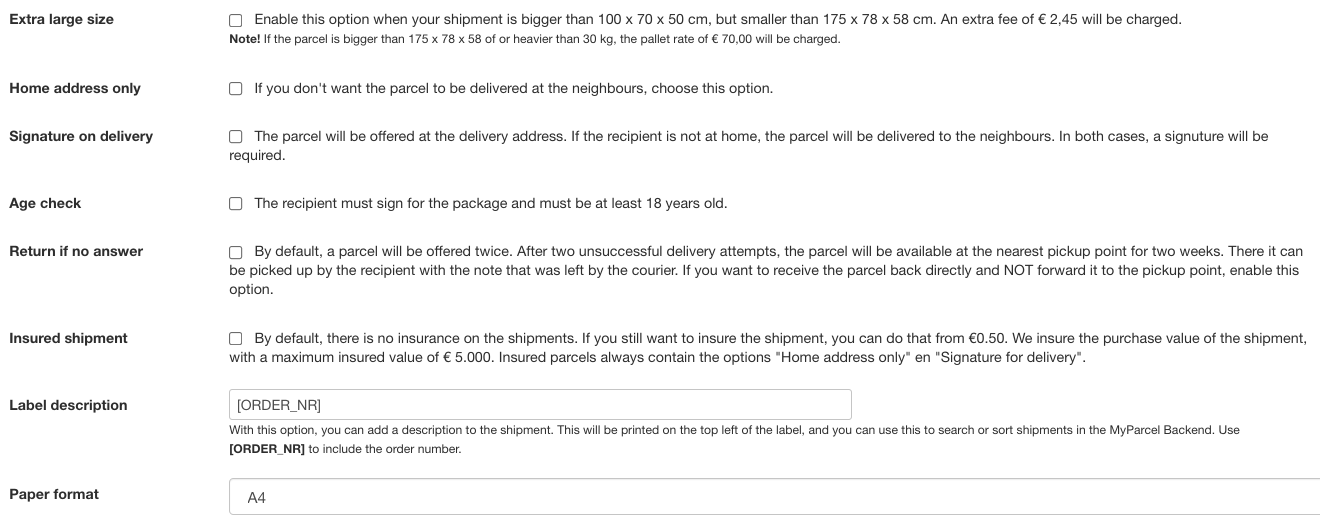 Extra large size
Enable this option when your shipment is bigger than 100 x 70 x 50 cm, but smaller than 175 x 78 x 58 cm. An extra fee of € 2,45 will be charged.
Note! If the parcel is bigger than 175 x 78 x 58 of or heavier than 30 kg, the pallet rate of € 70,00 will be charged.
Home address only
If you don't want the parcel to be delivered at the neighbours, choose this option.
Signature on delivery
The parcel will be offered at the delivery address. If the recipient is not at home, the parcel will be delivered to the neighbours. In both cases, a signuture will be
required.
Age check
The recipient must sign for the package and must be at least 18 years old.
Return if no answer
By default, a parcel will be offered twice. After two unsuccessful delivery attempts, the parcel will be available at the nearest pickup point for two weeks. There it can
be picked up by the recipient with the note that was left by the courier. If you want to receive the parcel back directly and NOT forward it to the pickup point, enable this
option.
Insured shipment
By default, there is no insurance on the shipments. If you still want to insure the shipment, you can do that from €0.50. We insure the purchase value of the shipment,
with a maximum insured value of € 5.000. Insured parcels always contain the options "Home address only" en "Signature for delivery".
Label description
[ORDER_NR]
With this option, you can add a description to the shipment. This will be printed on the top left of the label, and you can use this to search or sort shipments in the MyParcel Backend. Use
[ORDER_NR] to include the order number.
Paper format
A4